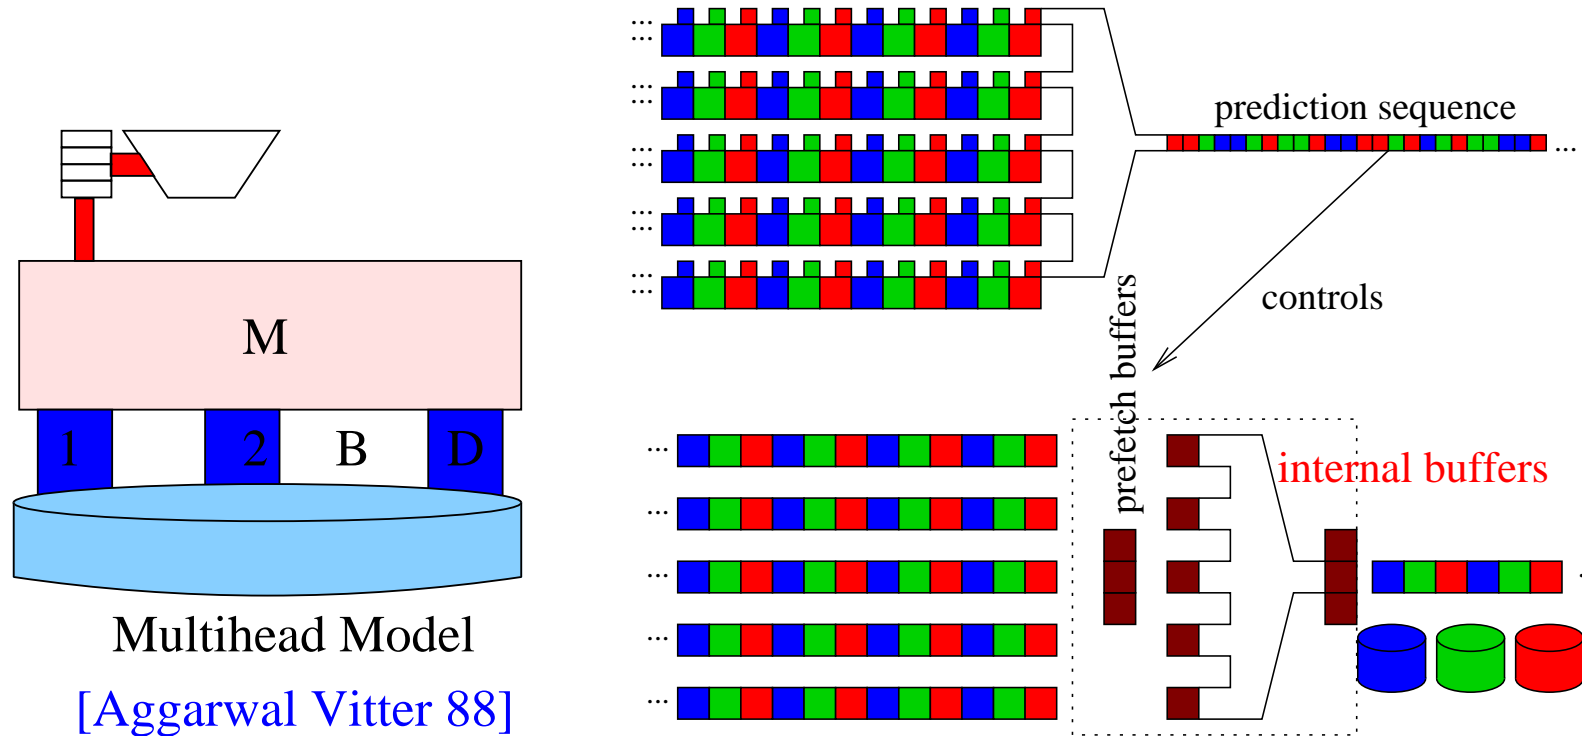 M
1
2
B
D
Multihead Model
[Aggarwal Vitter 88]
...
...
...
...
...
...
...
...
...
...
prediction sequence
...
controls
prefetch buffers
internal buffers
...
...
...
...
...